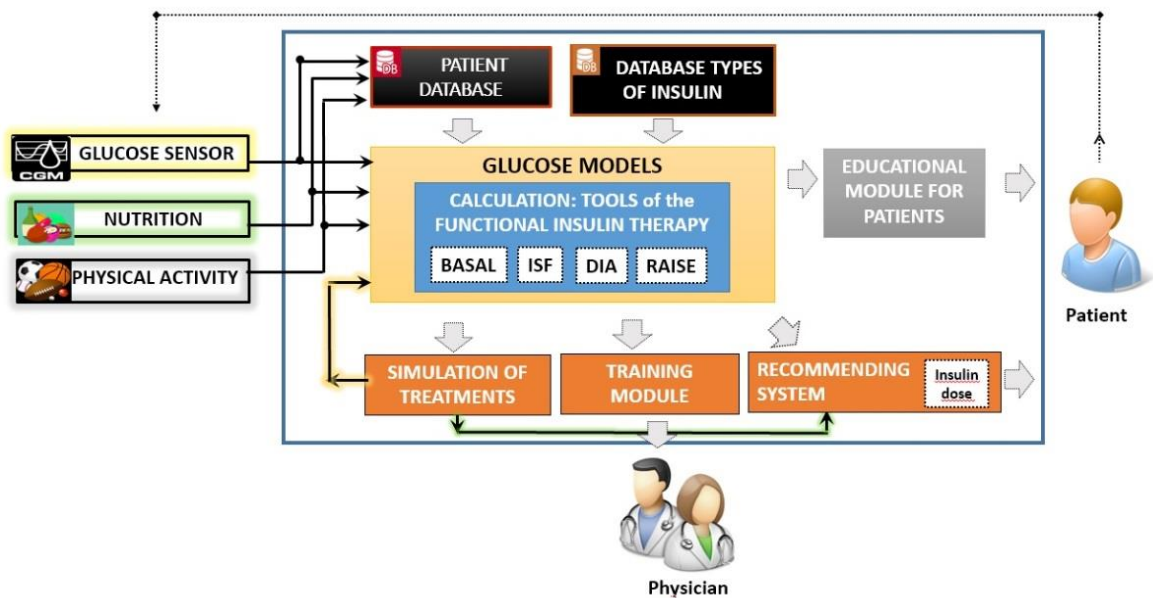 DB
PATIENT
DATABASE
DB
DATABASE TYPES
OF INSULIN
CGM
GLUCOSE SENSOR
NUTRITION
PHYSICAL ACTIVITY
GLUCOSE MODELS
CALCULATION: TOOLS of the
FUNCTIONAL INSULIN THERAPY
BASAL
ISF
DIA
RAISE
EDUCATIONAL
MODULE FOR
PATIENTS
Patient
SIMULATION OF
TREATMENTS
TRAINING
MODULE
RECOMMENDING
SYSTEM
Insulin
dose
Physician